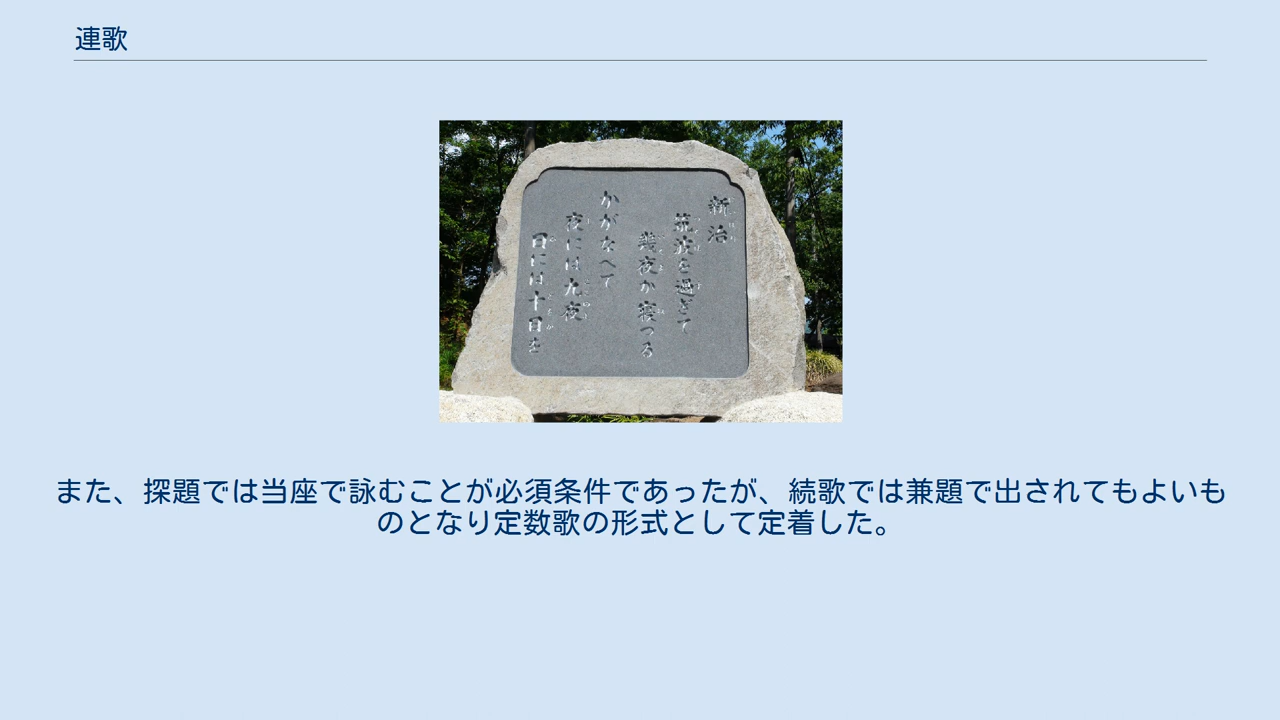 連歌
新治
筑波を過ぎて
幾夜か寝つる
かがなべて
夜には九夜
日には十日を
また、探題では当座で詠むことが必須条件であったが、続歌では兼題で出されてもよいも
のとなり定数歌の形式として定着した。